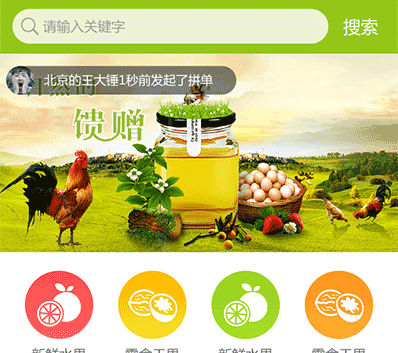 请输入关键字 搜索
北京的王大锤1秒前发起了拼单
馈赠
新鲜水果 零食干果 新鲜水果 零食干果